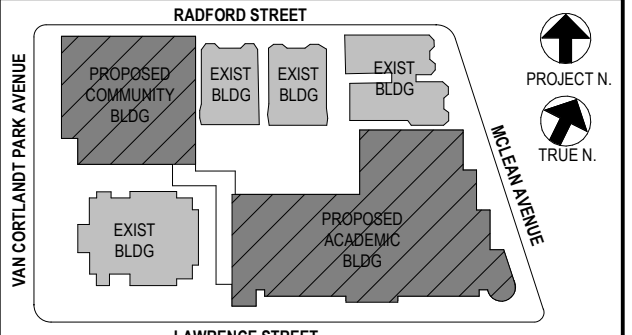 RADFORD STREET
VAN CORTLANDT PARK AVENUE
PROPOSED
COMMUNITY
BLDG
EXIST
BLDG
EXIST
BLDG
EXIST
BLDG
PROJECT N.
TRUE N.
MCLEAN AVENUE
EXIST
BLDG
PROPOSED
ACADEMIC
BLDG
LAWRENCE STREET